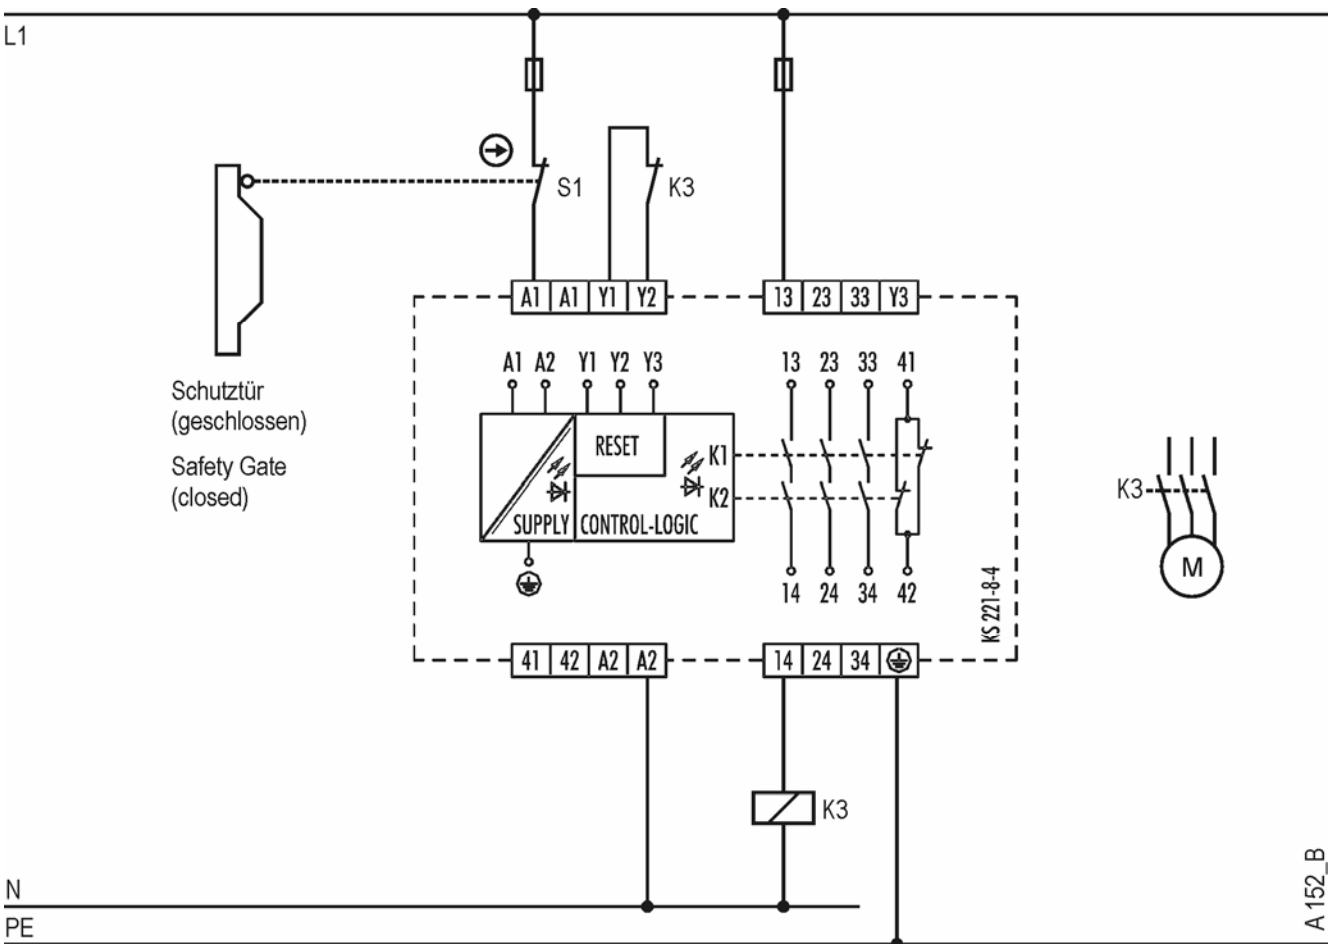 L1
S1
K3
A1 A1 Y1 Y2
13 23 33 Y3
Schutztür
(geschlossen)
Safety Gate
(closed)
A1 A2 Y1 Y2 Y3
13 23 33 41
RESET
K1
K2
SUPPLY
CONTROL-LOGIC
14 24 34 42
KS 221-8-4
K3
M
41 42 A2 A2
14 24 34
K3
N
PE
A152_B